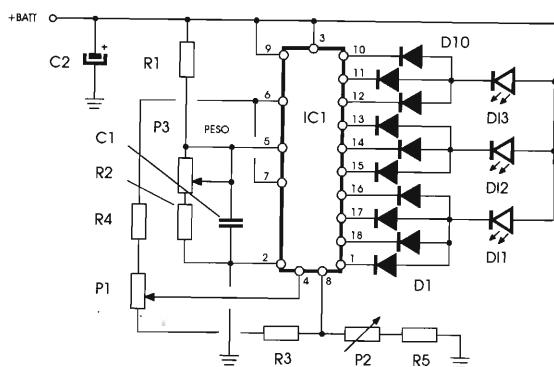 +BATT
C2
+
R1
P3
PESO
C1
R2
R4
P1
R3
P2
R5
IC1
3
9
6
5
7
2
4
8
10
11
12
13
14
15
16
17
18
1
D10
D1
DI3
DI2
DI1